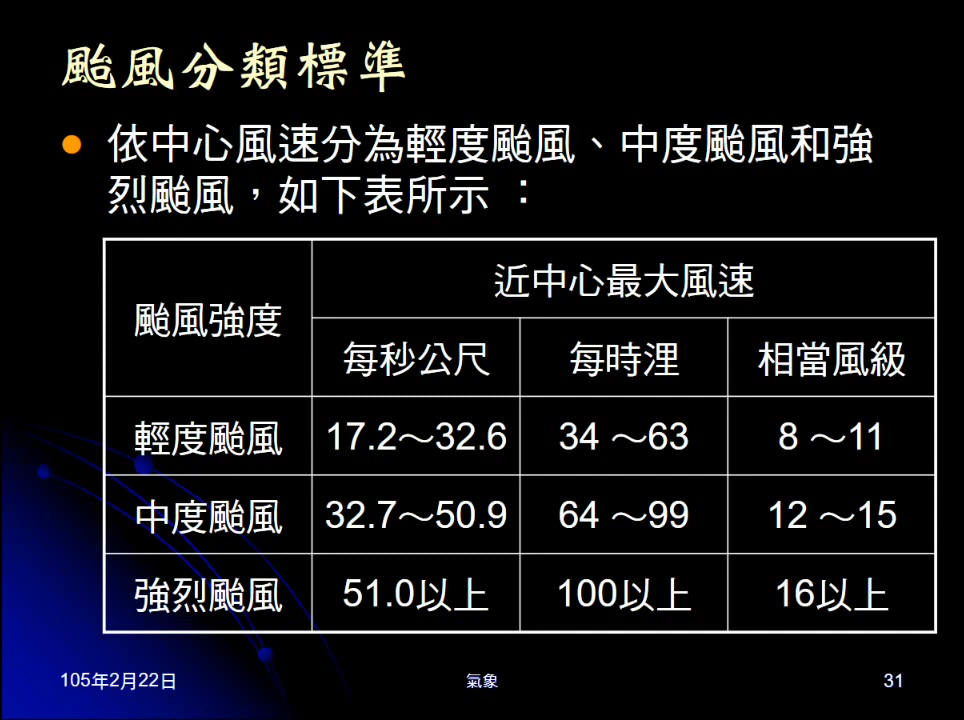 颱風分類標準
依中心風速分為輕度颱風、中度颱風和強
烈颱風，如下表所示 ：
颱風強度
近中心最大風速
每秒公尺 每時浬 相當風級
輕度颱風 17.2～32.6 34 ～63 8 ～11
中度颱風 32.7～50.9 64 ～99 12 ～15
強烈颱風 51.0以上 100以上 16以上
105年2月22日 氣象 31